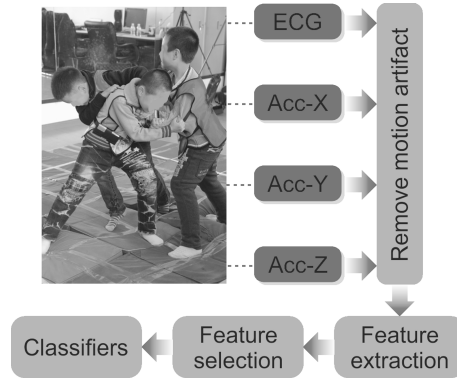 ECG
Acc-X
Acc-Y
Acc-Z
Remove motion artifact
Feature
extraction
Feature
selection
Classifiers